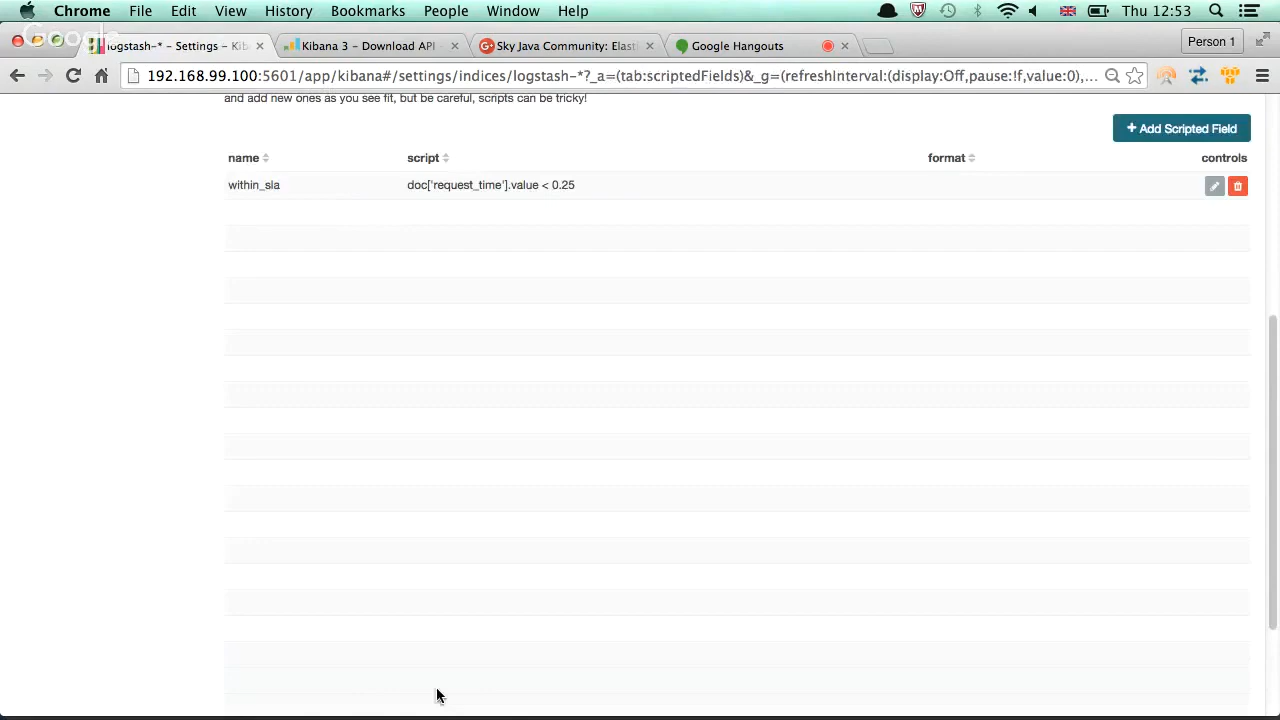 Chrome File Edit View History Bookmarks People Window Help Thu 12:53
Google
logstash-* – Settings – Kib
Kibana 3 – Download API
Sky Java Community: Elast
Google Hangouts
Person 1
192.168.99.100:5601/app/kibana#/settings/indices/logstash-*?_a=(tab:scriptedFields)&_g=(refreshInterval:(display:Off,pause:!f,value:0),...
and add new ones as you see fit, but be careful, scripts can be tricky!
+ Add Scripted Field
name script format controls
within_sla doc['request_time'].value < 0.25